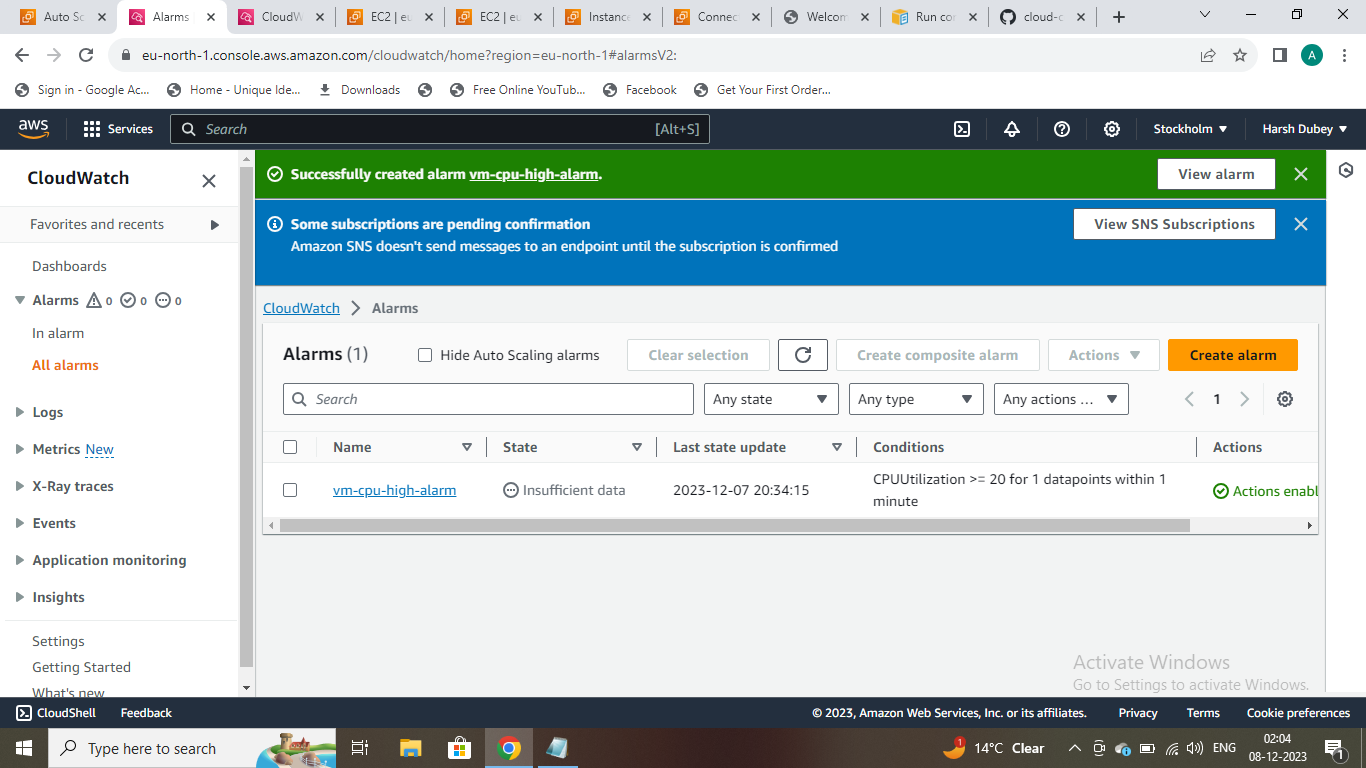 Auto Sc
Alarms
CloudW
EC2 | eu
EC2 | eu
Instance
Connec
Welcom
Run cor
cloud-c
eu-north-1.console.aws.amazon.com/cloudwatch/home?region=eu-north-1#alarmsV2:
A
Sign in - Google Ac...
Home - Unique Ide...
Downloads
Free Online YouTub...
Facebook
Get Your First Order...
aws
Services
Search
[Alt+S]
Stockholm
Harsh Dubey
CloudWatch
Favorites and recents
Dashboards
Alarms 0 0 0
In alarm
All alarms
Logs
Metrics New
X-Ray traces
Events
Application monitoring
Insights
Settings
Getting Started
What's new
Successfully created alarm vm-cpu-high-alarm.
View alarm
Some subscriptions are pending confirmation
Amazon SNS doesn't send messages to an endpoint until the subscription is confirmed
View SNS Subscriptions
CloudWatch
Alarms
Alarms (1)
Hide Auto Scaling alarms
Clear selection
Create composite alarm
Actions
Create alarm
Search
Any state
Any type
Any actions ...
1
Name
State
Last state update
Conditions
Actions
vm-cpu-high-alarm
Insufficient data
2023-12-07 20:34:15
CPUUtilization >= 20 for 1 datapoints within 1
minute
Actions enabl
Activate Windows
Go to Settings to activate Windows.
CloudShell
Feedback
© 2023, Amazon Web Services, Inc. or its affiliates.
Privacy
Terms
Cookie preferences
Type here to search
1
14°C Clear
ENG
02:04
08-12-2023
1